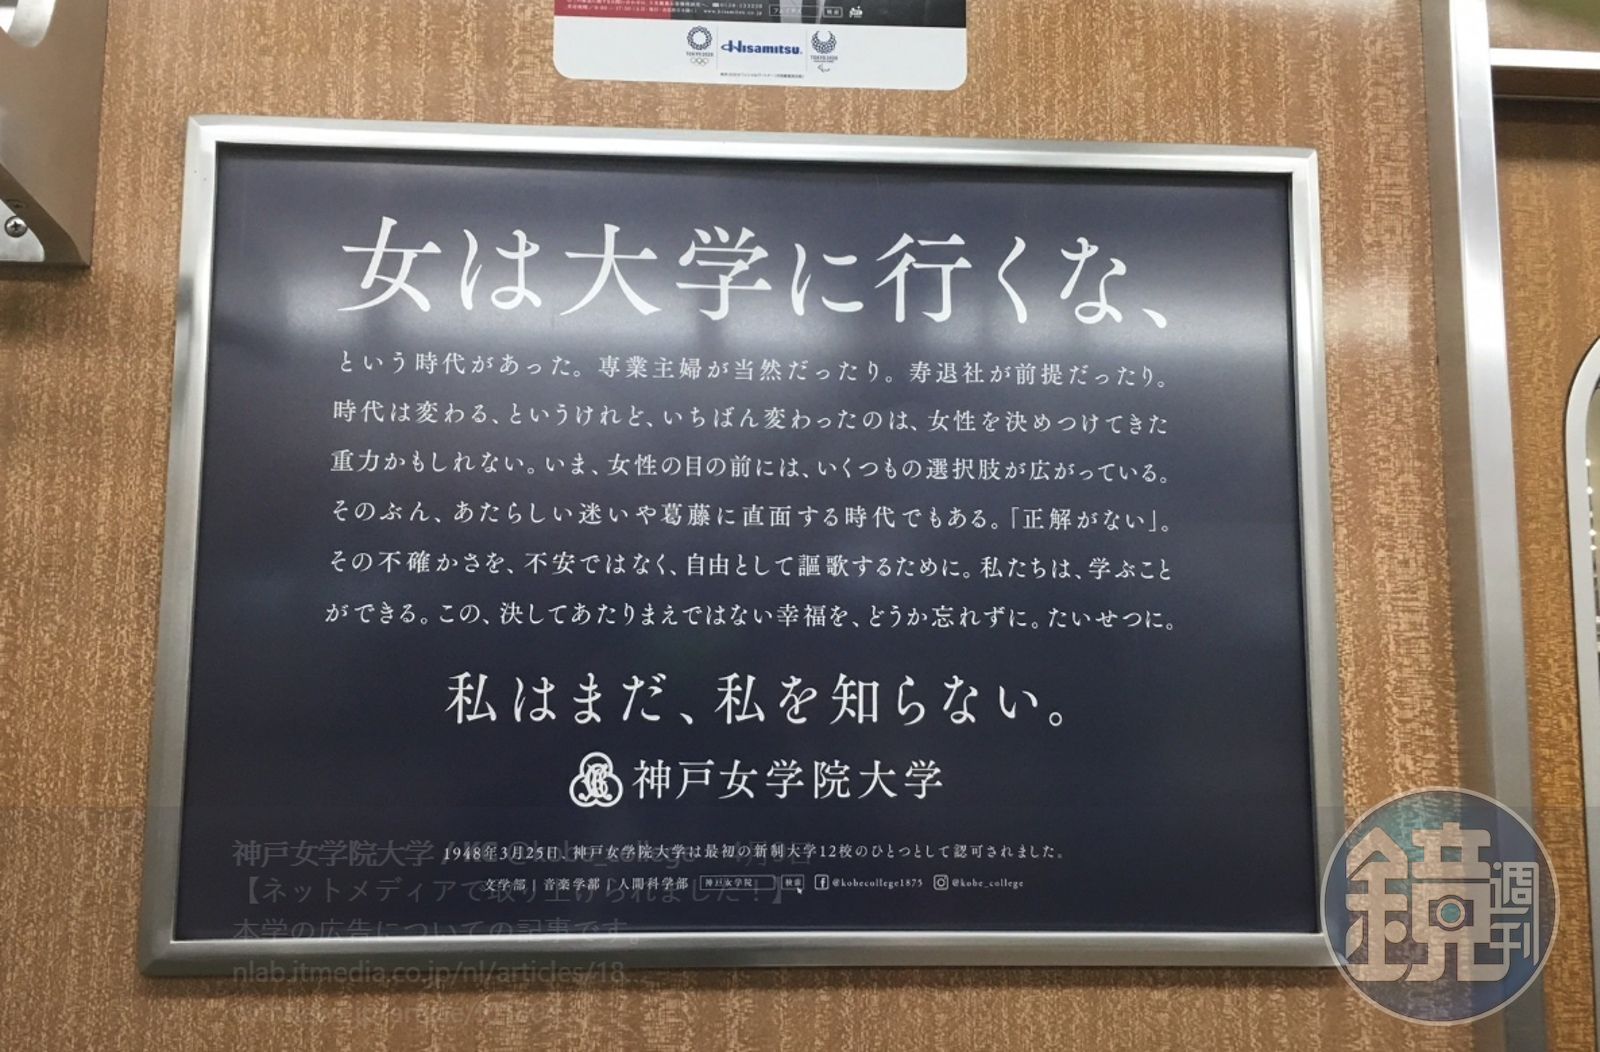 Hisamitsu.
TOKYO 2020
女は大学に行くな、
という時代があった。専業主婦が当然だったり。寿退社が前提だったり。
時代は変わる、というけれど、いちばん変わったのは、女性を決めつけてきた
重力かもしれない。いま、女性の目の前には、いくつもの選択肢が広がっている。
そのぶん、あたらしい迷いや葛藤に直面する時代でもある。「正解がない」。
その不確かさを、不安ではなく、自由として謳歌するために。私たちは、学ぶこと
ができる。この、決してあたりまえではない幸福を、どうか忘れずに。たいせつに。
私はまだ、私を知らない。
神戸女学院大学
1948年3月25日、神戸女学院大学は最初の新制大学12校のひとつとして認可されました。
文学部 | 音楽学部 | 人間科学部 神戸女学院 検索 @kobecollege1875 @kobe_college
神戸女学院大学
【ネットメディアで取り上げられました！】
本学の広告についての記事です。
nlab.itmedia.co.jp/nl/articles/18
鏡週刊